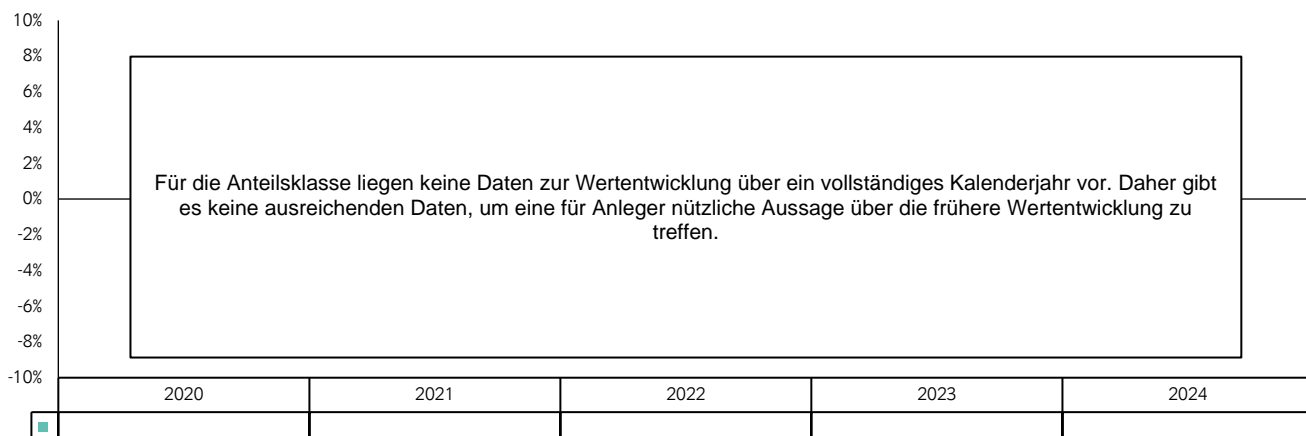 10%
8%
6%
4%
2%
0%
-2%
-4%
-6%
-8%
-10%
Für die Anteilsklasse liegen keine Daten zur Wertentwicklung über ein vollständiges Kalenderjahr vor. Daher gibt
es keine ausreichenden Daten, um eine für Anleger nützliche Aussage über die frühere Wertentwicklung zu
treffen.
2020 2021 2022 2023 2024